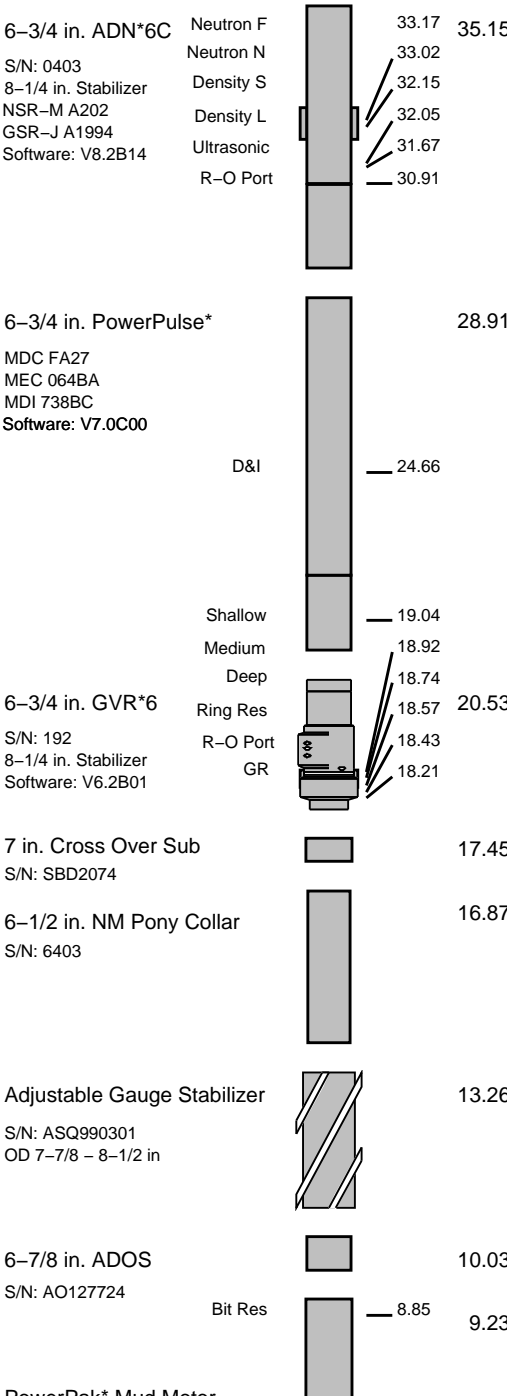 6−3/4 in. ADN*6C
S/N: 0403
8−1/4 in. Stabilizer
NSR−M A202
GSR−J A1994
Software: V8.2B14
Neutron F 33.17 35.15
Neutron N 33.02
Density S 32.15
Density L 32.05
Ultrasonic 31.67
R−O Port 30.91
6−3/4 in. PowerPulse* 28.91
MDC FA27
MEC 064BA
MDI 738BC
Software: V7.0C00
D&I 24.66
Shallow 19.04
Medium 18.92
Deep 18.74
6−3/4 in. GVR*6
S/N: 192
8−1/4 in. Stabilizer
Software: V6.2B01
Ring Res 18.57 20.53
R−O Port 18.43
GR 18.21
7 in. Cross Over Sub 17.45
S/N: SBD2074
6−1/2 in. NM Pony Collar 16.87
S/N: 6403
Adjustable Gauge Stabilizer 13.26
S/N: ASQ990301
OD 7−7/8 − 8−1/2 in
6−7/8 in. ADOS 10.03
S/N: AO127724
Bit Res 8.85 9.23
PowerPak* Mud Motor